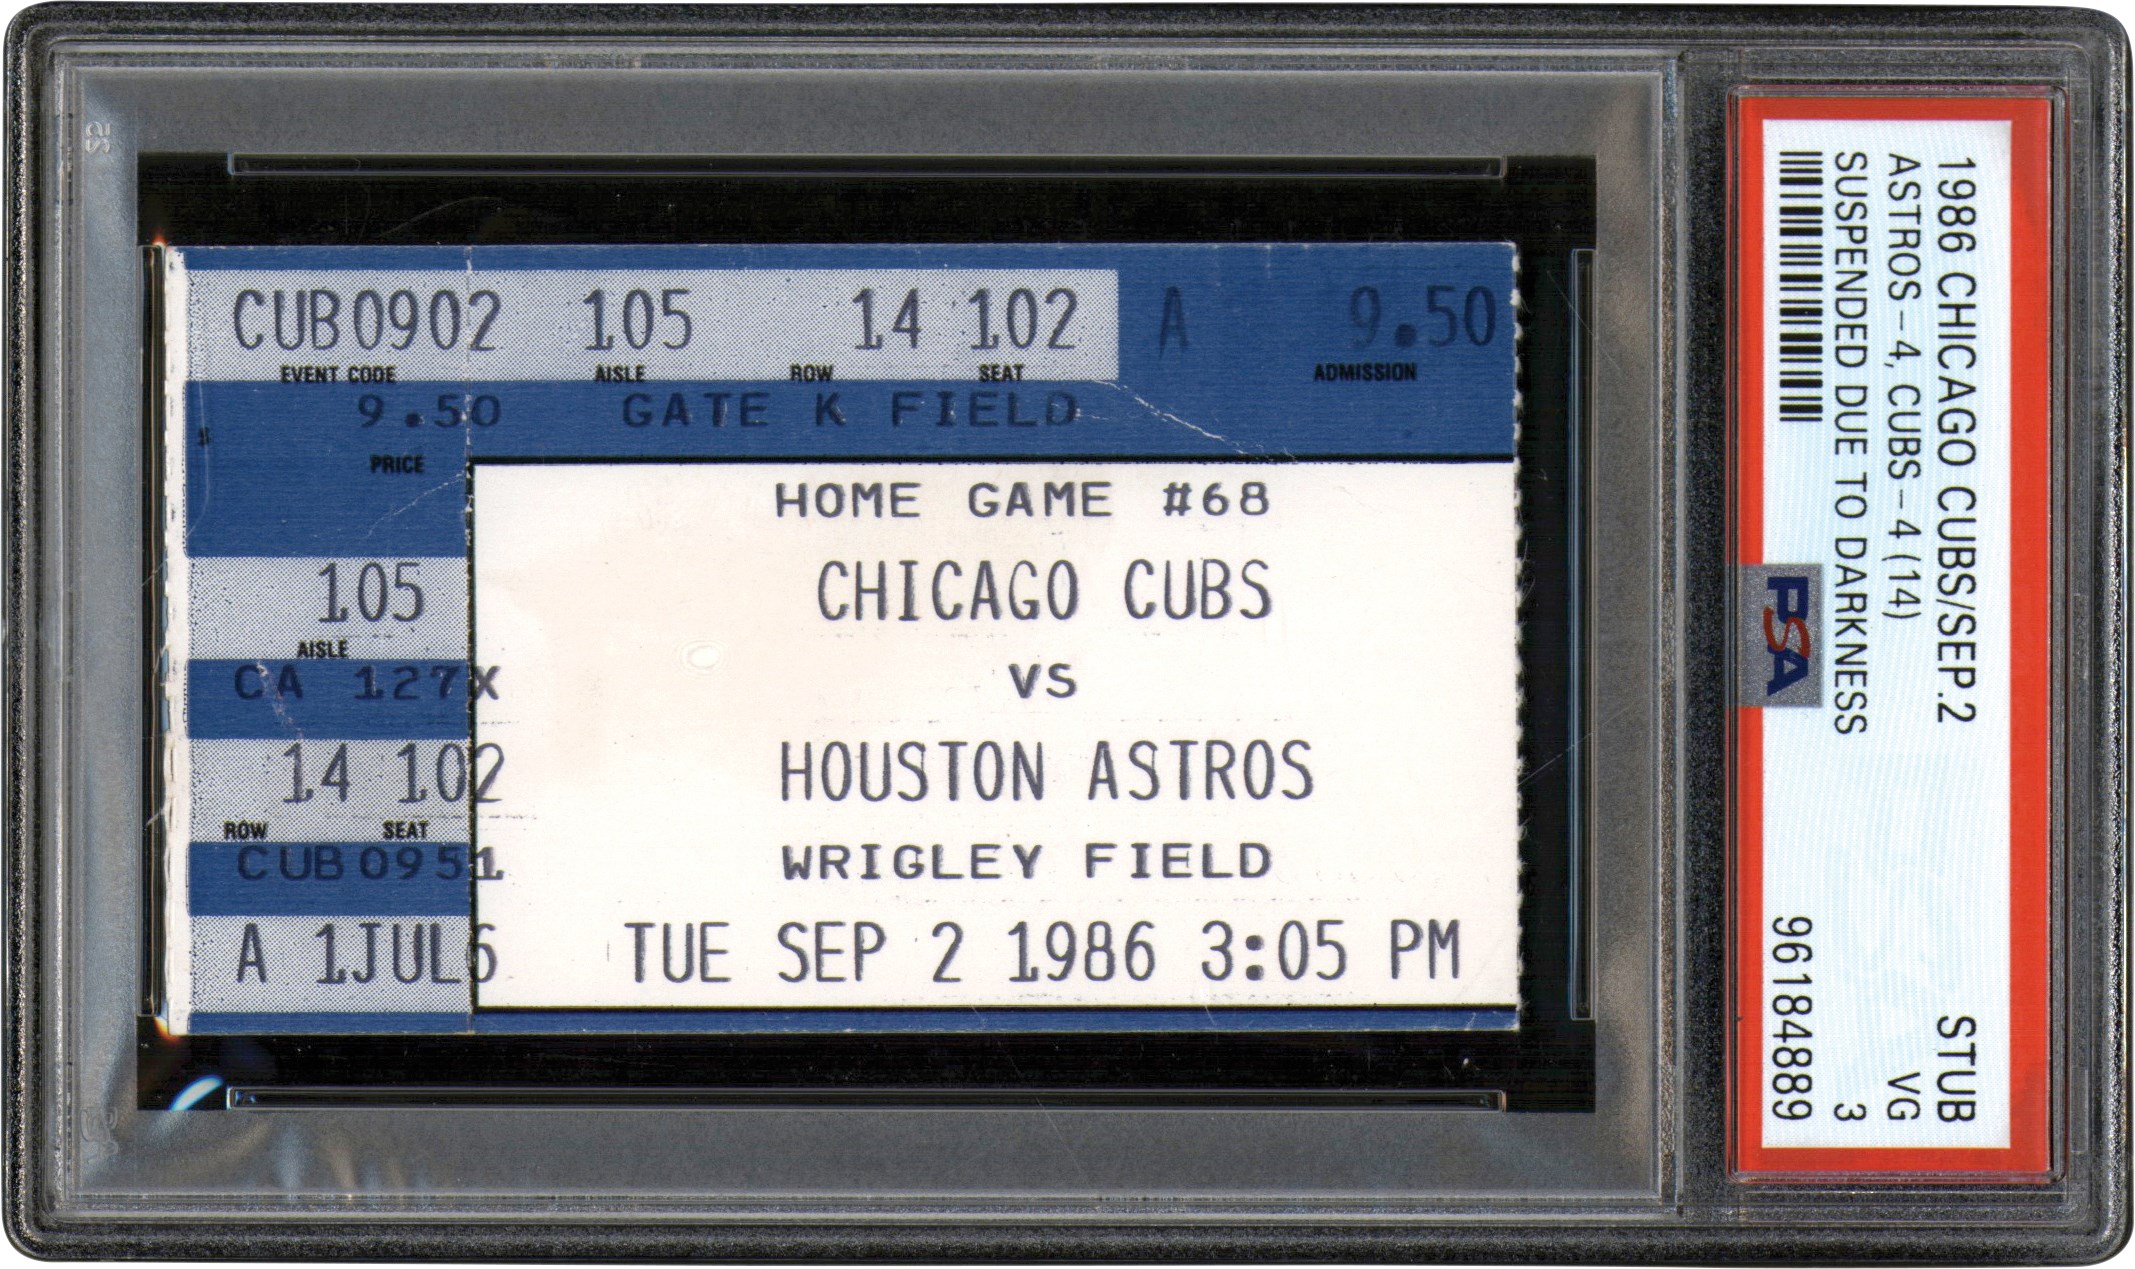 CUB0902 105 14 102 A 9.50
EVENT CODE AISLE ROW SEAT ADMISSION
9.50 GATE K FIELD
$
PRICE
HOME GAME #68
CHICAGO CUBS
VS
HOUSTON ASTROS
WRIGLEY FIELD
TUE SEP 2 1986 3:05 PM
105
AISLE
CA 127X
14 102
ROW SEAT
CUB0951
A 1JUL6
1986 CHICAGO CUBS/SEP.2 STUB
ASTROS-4, CUBS-4 (14) VG
SUSPENDED DUE TO DARKNESS 3
PSA
96184889